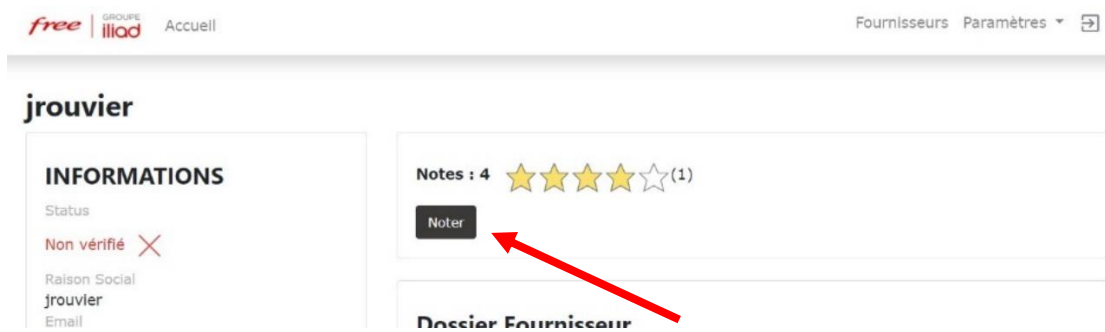 free GROUPE iliad Accueil Fournisseurs Paramètres
jrouvier
INFORMATIONS
Status
Non vérifié
Raison Social
jrouvier
Email
Notes : 4 (1)
Noter
Dossier Fournisseur